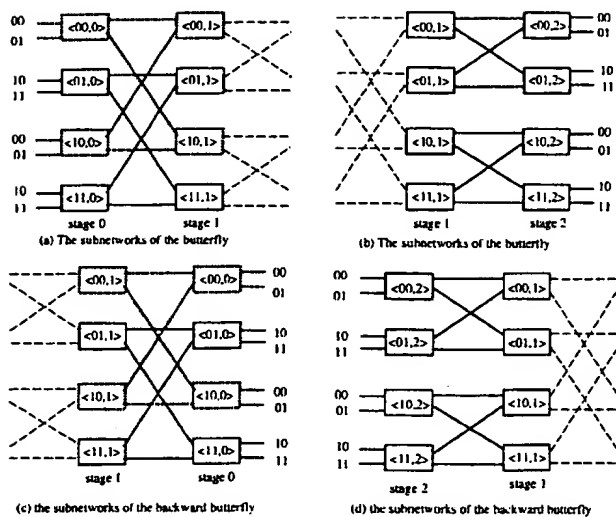 00
<00,0> <00,1>
01
10
<01,0> <01,1>
11
00
<10,0> <10,1>
01
10
<11,0> <11,1>
11
stage 0 stage 1
(a) The subnetworks of the butterfly
<00,1> <00,2> 00
01
<01,1> <01,2> 10
11
<10,1> <10,2> 00
01
<11,1> <11,2> 10
11
stage 1 stage 2
(b) The subnetworks of the butterfly
<00,1> <00,0> 00
01
<01,1> <01,0> 10
11
<10,1> <10,0> 00
01
<11,1> <11,0> 10
11
stage 1 stage 0
(c) the subnetworks of the backward butterfly
00
<00,2> <00,1>
01
10
<01,2> <01,1>
11
00
<10,2> <10,1>
01
10
<11,2> <11,1>
11
stage 2 stage 1
(d) the subnetworks of the backward butterfly